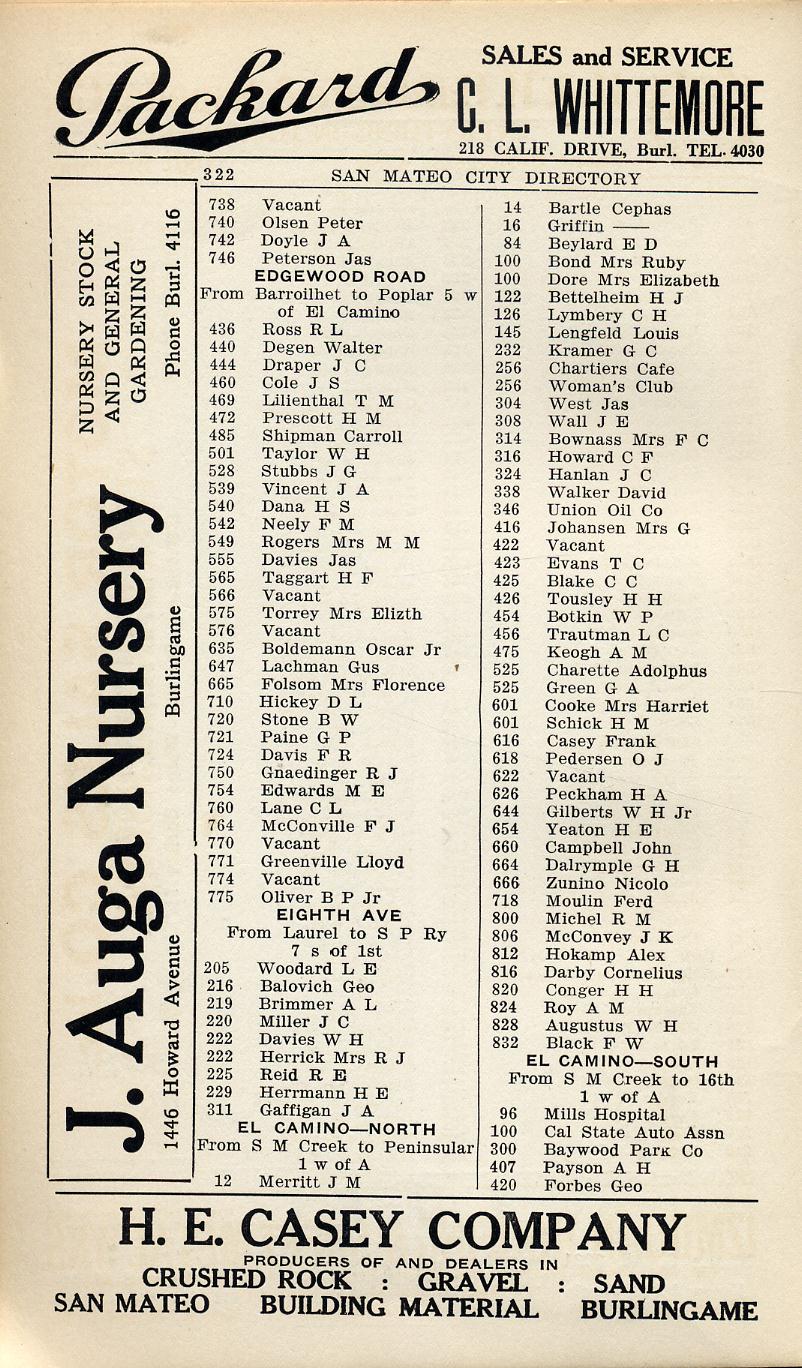 Packard
SALES and SERVICE
C. L. WHITTEMORE
218 CALIF. DRIVE, Burl. TEL. 4030
322 SAN MATEO CITY DIRECTORY
J. Auga Nursery
NURSERY STOCK
AND GENERAL
GARDENING
1446 Howard Avenue Burlingame Phone Burl. 4116
738 Vacant
740 Olsen Peter
742 Doyle J A
746 Peterson Jas
EDGEWOOD ROAD
From Barroilhet to Poplar 5 w
of El Camino
436 Ross R L
440 Degen Walter
444 Draper J C
460 Cole J S
469 Lilienthal T M
472 Prescott H M
485 Shipman Carroll
501 Taylor W H
528 Stubbs J G
539 Vincent J A
540 Dana H S
542 Neely F M
549 Rogers Mrs M M
555 Davies Jas
565 Taggart H F
566 Vacant
575 Torrey Mrs Elizth
576 Vacant
635 Boldemann Oscar Jr
647 Lachman Gus
665 Folsom Mrs Florence
710 Hickey D L
720 Stone B W
721 Paine G P
724 Davis F R
750 Gnaedinger R J
754 Edwards M E
760 Lane C L
764 McConville F J
770 Vacant
771 Greenville Lloyd
774 Vacant
775 Oliver B P Jr
EIGHTH AVE
From Laurel to S P Ry
7 s of 1st
205 Woodard L E
216 Balovich Geo
219 Brimmer A L
220 Miller J C
222 Davies W H
222 Herrick Mrs R J
225 Reid R E
229 Herrmann H E
311 Gaffigan J A
EL CAMINO—NORTH
From S M Creek to Peninsular
1 w of A
12 Merritt J M
14 Bartle Cephas
16 Griffin ——
84 Beylard E D
100 Bond Mrs Ruby
100 Dore Mrs Elizabeth
122 Bettelheim H J
126 Lymbery C H
145 Lengfeld Louis
232 Kramer G C
256 Chartiers Cafe
256 Woman's Club
304 West Jas
308 Wall J E
314 Bownass Mrs F C
316 Howard C F
324 Hanlan J C
338 Walker David
346 Union Oil Co
416 Johansen Mrs G
422 Vacant
423 Evans T C
425 Blake C C
426 Tousley H H
454 Botkin W P
456 Trautman L C
475 Keogh A M
525 Charette Adolphus
525 Green G A
601 Cooke Mrs Harriet
601 Schick H M
616 Casey Frank
618 Pedersen O J
622 Vacant
626 Peckham H A
644 Gilberts W H Jr
654 Yeaton H E
660 Campbell John
664 Dalrymple G H
666 Zunino Nicolo
718 Moulin Ferd
800 Michel R M
806 McConvey J K
812 Hokamp Alex
816 Darby Cornelius
820 Conger H H
824 Roy A M
828 Augustus W H
832 Black F W
EL CAMINO—SOUTH
From S M Creek to 16th
1 w of A
96 Mills Hospital
100 Cal State Auto Assn
300 Baywood Park Co
407 Payson A H
420 Forbes Geo
H. E. CASEY COMPANY
PRODUCERS OF AND DEALERS IN
CRUSHED ROCK : GRAVEL : SAND
SAN MATEO BUILDING MATERIAL BURLINGAME